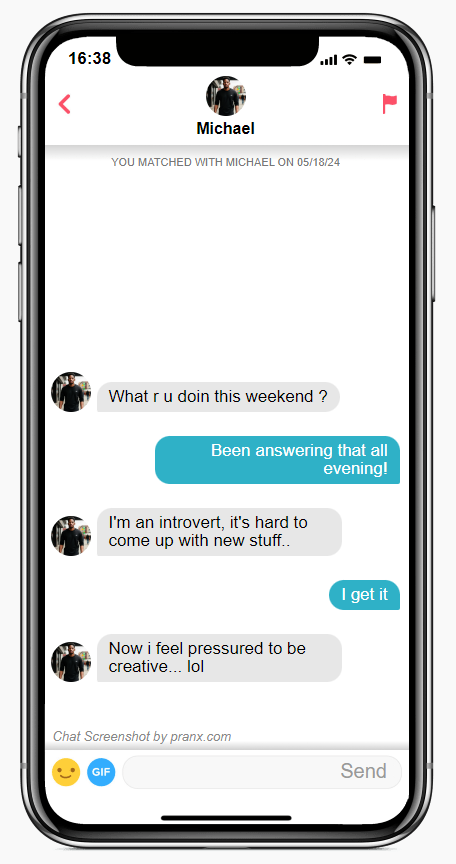 16:38
Michael
YOU MATCHED WITH MICHAEL ON 05/18/24
What r u doin this weekend ?
Been answering that all
evening!
I'm an introvert, it's hard to
come up with new stuff..
I get it
Now i feel pressured to be
creative... lol
Chat Screenshot by pranx.com
GIF
Send